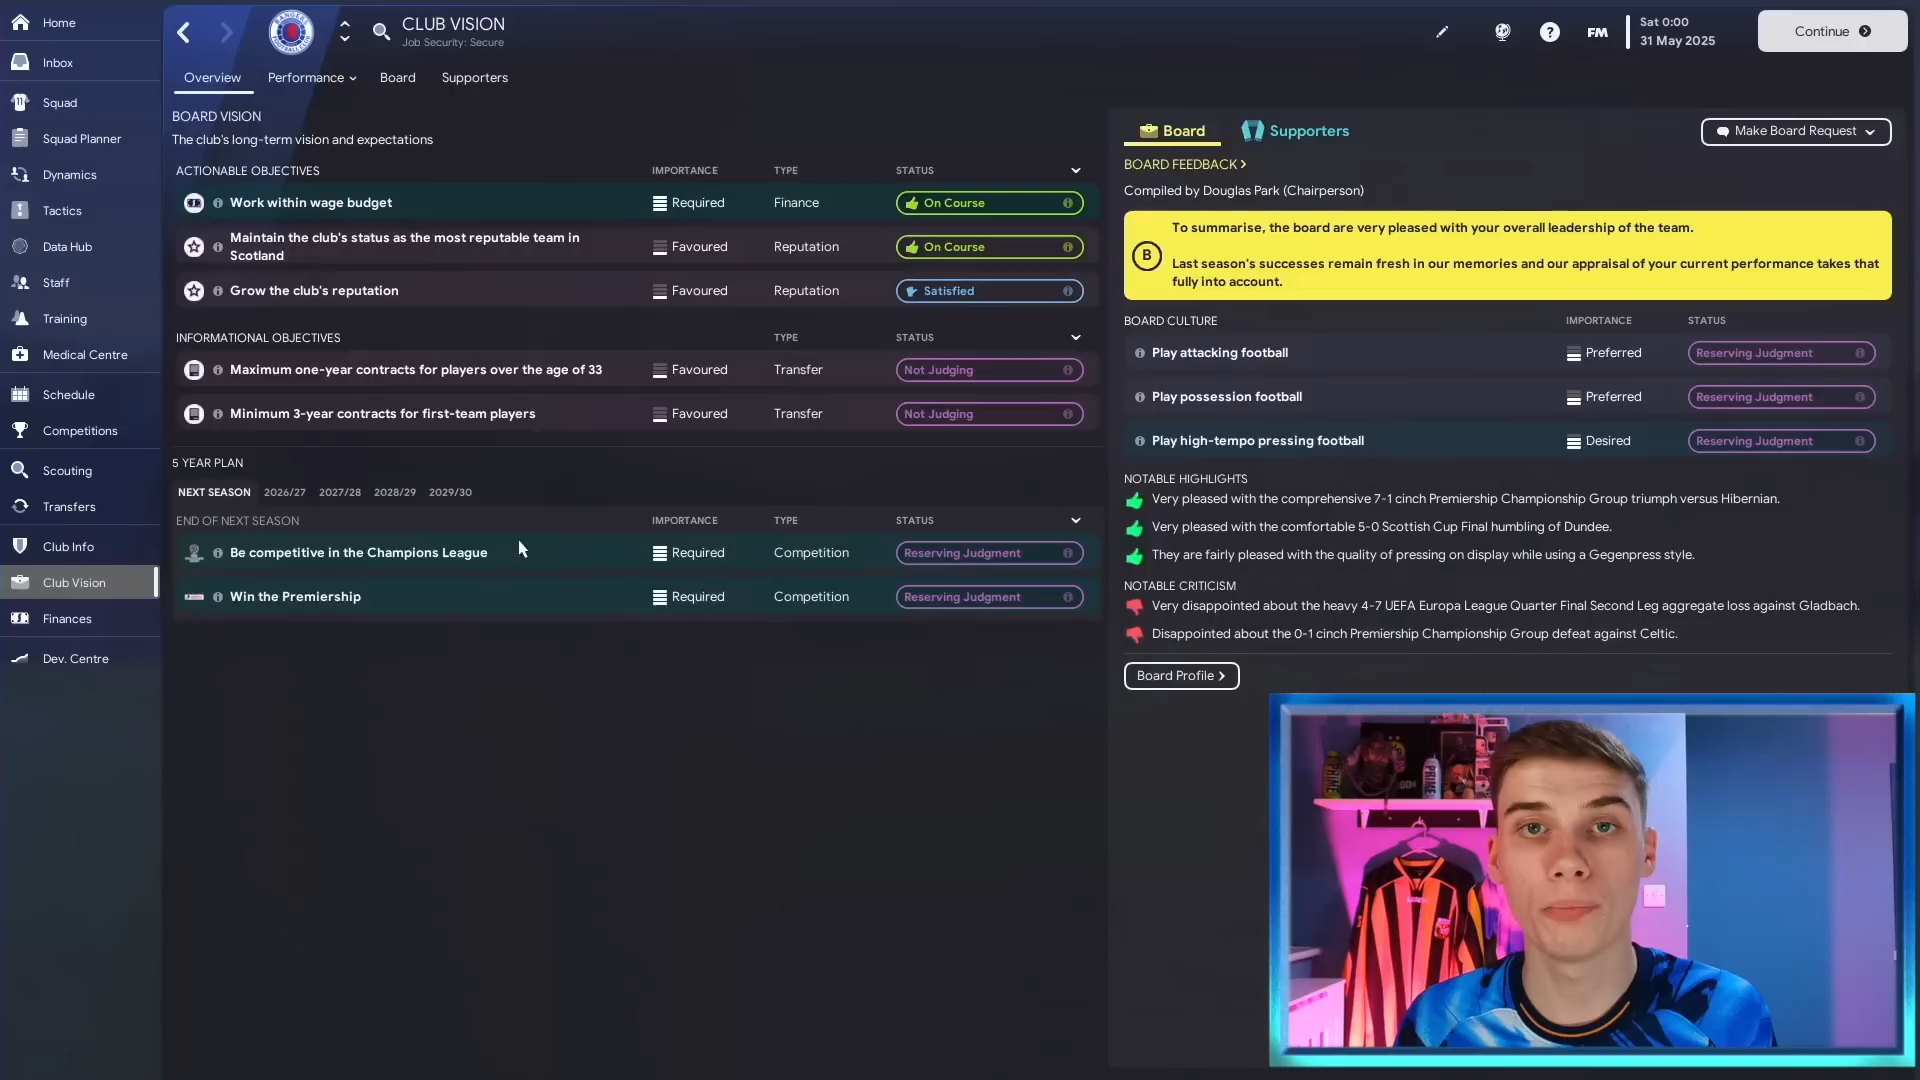 Home
Inbox
Squad
Squad Planner
Dynamics
Tactics
Data Hub
Staff
Training
Medical Centre
Schedule
Competitions
Scouting
Transfers
Club Info
Club Vision
Finances
Dev. Centre
CLUB VISION
Job Security: Secure
FM
Sat 0:00
31 May 2025
Continue
Overview Performance Board Supporters
BOARD VISION
The club's long-term vision and expectations
ACTIONABLE OBJECTIVES IMPORTANCE TYPE STATUS
Work within wage budget Required Finance On Course
Maintain the club's status as the most reputable team in
Scotland Favoured Reputation On Course
Grow the club's reputation Favoured Reputation Satisfied
INFORMATIONAL OBJECTIVES TYPE STATUS
Maximum one-year contracts for players over the age of 33 Favoured Transfer Not Judging
Minimum 3-year contracts for first-team players Favoured Transfer Not Judging
5 YEAR PLAN
NEXT SEASON 2026/27 2027/28 2028/29 2029/30
END OF NEXT SEASON IMPORTANCE TYPE STATUS
Be competitive in the Champions League Required Competition Reserving Judgment
Win the Premiership Required Competition Reserving Judgment
Board Supporters Make Board Request
BOARD FEEDBACK
Compiled by Douglas Park (Chairperson)
B
To summarise, the board are very pleased with your overall leadership of the team.
Last season's successes remain fresh in our memories and our appraisal of your current performance takes that
fully into account.
BOARD CULTURE IMPORTANCE STATUS
Play attacking football Preferred Reserving Judgment
Play possession football Preferred Reserving Judgment
Play high-tempo pressing football Desired Reserving Judgment
NOTABLE HIGHLIGHTS
Very pleased with the comprehensive 7-1 cinch Premiership Championship Group triumph versus Hibernian.
Very pleased with the comfortable 5-0 Scottish Cup Final humbling of Dundee.
They are fairly pleased with the quality of pressing on display while using a Gegenpress style.
NOTABLE CRITICISM
Very disappointed about the heavy 4-7 UEFA Europa League Quarter Final Second Leg aggregate loss against Gladbach.
Disappointed about the 0-1 cinch Premiership Championship Group defeat against Celtic.
Board Profile
PRIME